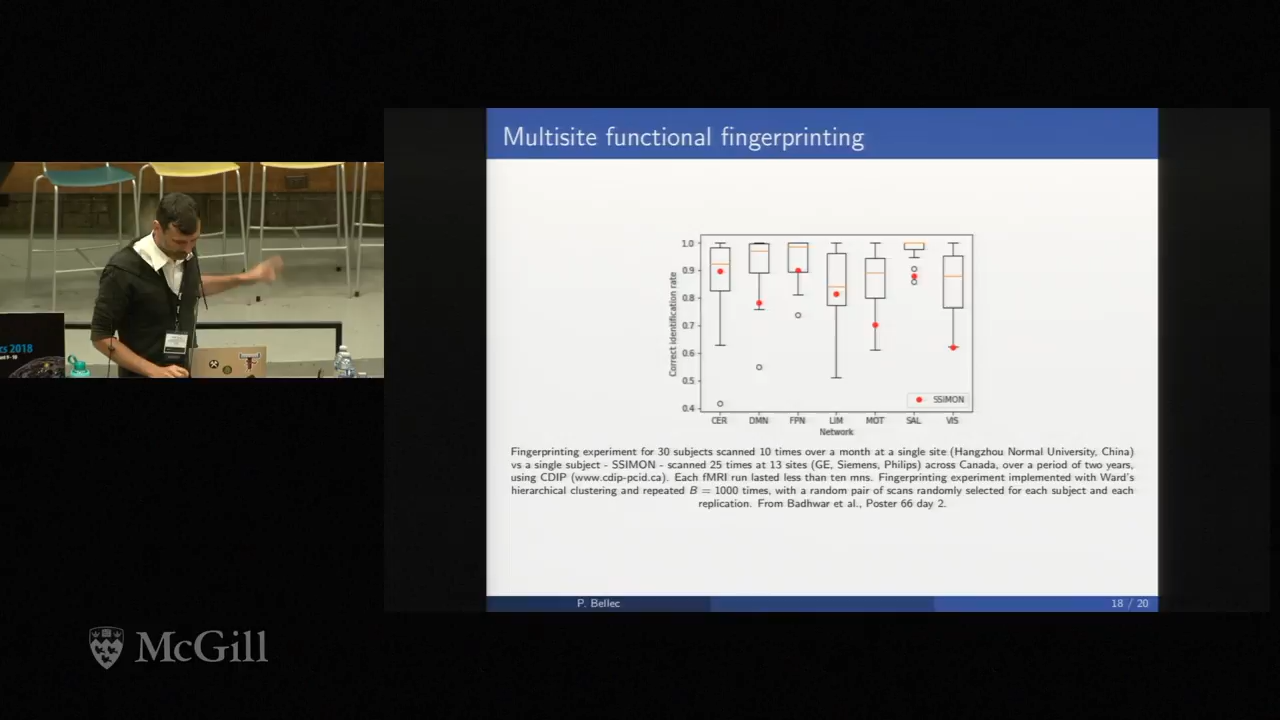 Multisite functional fingerprinting
1.0
0.9
0.8
0.7
0.6
0.5
0.4
Correct identification rate
CER DMN FPN LIM MOT SAL VIS
Network
SSIMON
Fingerprinting experiment for 30 subjects scanned 10 times over a month at a single site (Hangzhou Normal University, China)
vs a single subject - SSIMON - scanned 25 times at 13 sites (GE, Siemens, Philips) across Canada, over a period of two years,
using CDIP (www.cdip-pcid.ca). Each fMRI run lasted less than ten mns. Fingerprinting experiment implemented with Ward's
hierarchical clustering and repeated B = 1000 times, with a random pair of scans randomly selected for each subject and each
replication. From Badhwar et al., Poster 66 day 2.
P. Bellec
18 / 20
cs 2018
McGill